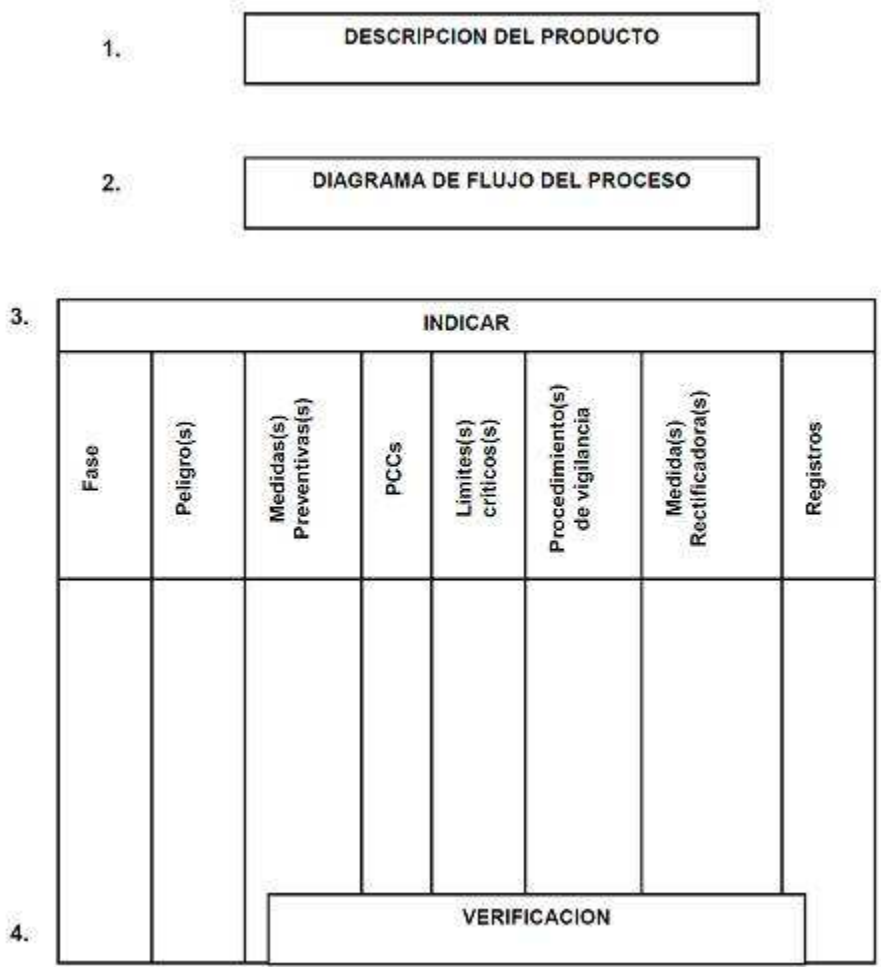 1.
DESCRIPCION DEL PRODUCTO
2.
DIAGRAMA DE FLUJO DEL PROCESO
3.
INDICAR
Fase
Peligro(s)
Medidas(s)
Preventivas(s)
PCCs
Limites(s)
críticos(s)
Procedimiento(s)
de vigilancia
Medida(s)
Rectificadora(s)
Registros
4.
VERIFICACION